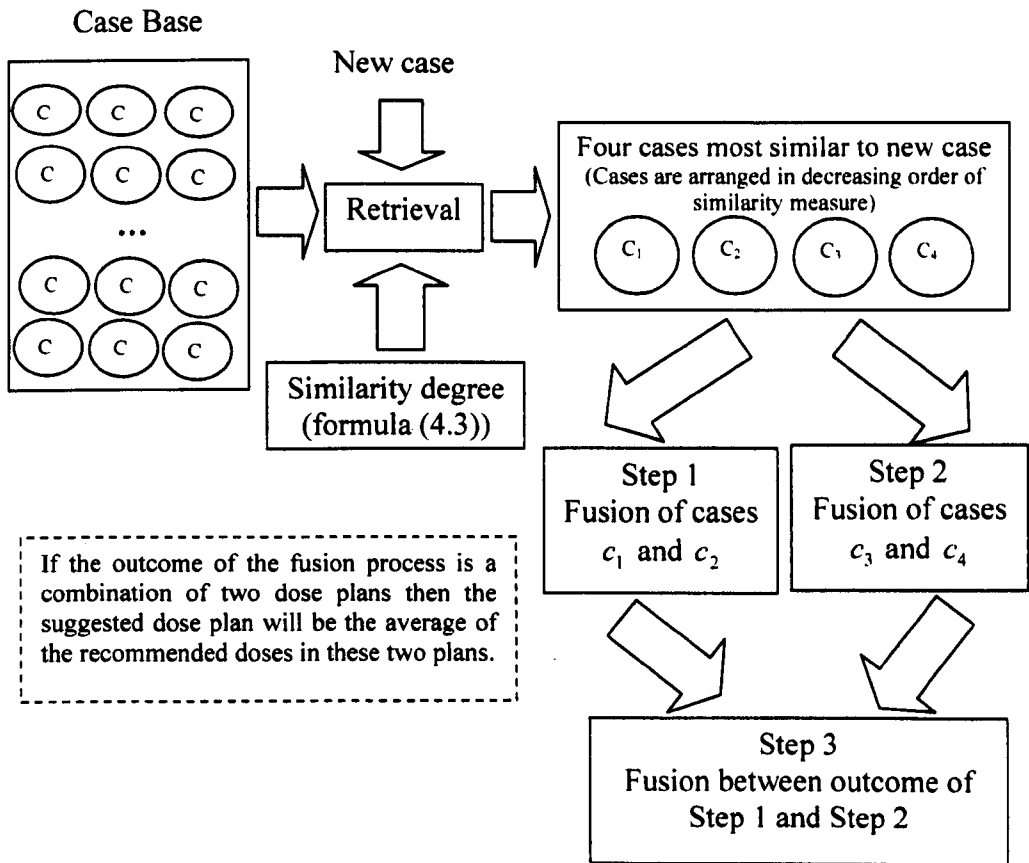 Case Base
C C C
C C C
...
C C C
C C C
New case
Retrieval
Similarity degree
(formula (4.3))
Four cases most similar to new case
(Cases are arranged in decreasing order of
similarity measure)
C₁ C₂ C₃ C₄
Step 1
Fusion of cases
c₁ and c₂
Step 2
Fusion of cases
c₃ and c₄
If the outcome of the fusion process is a
combination of two dose plans then the
suggested dose plan will be the average of
the recommended doses in these two plans.
Step 3
Fusion between outcome of
Step 1 and Step 2